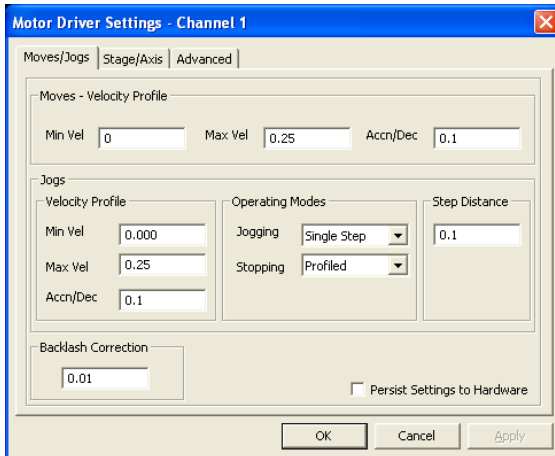 Motor Driver Settings - Channel 1
Moves/Jogs Stage/Axis Advanced
Moves - Velocity Profile
Min Vel 0 Max Vel 0.25 Accn/Dec 0.1
Jogs
Velocity Profile Operating Modes Step Distance
Min Vel 0.000 Jogging Single Step 0.1
Max Vel 0.25 Stopping Profiled
Accn/Dec 0.1
Backlash Correction
0.01
Persist Settings to Hardware
OK Cancel Apply